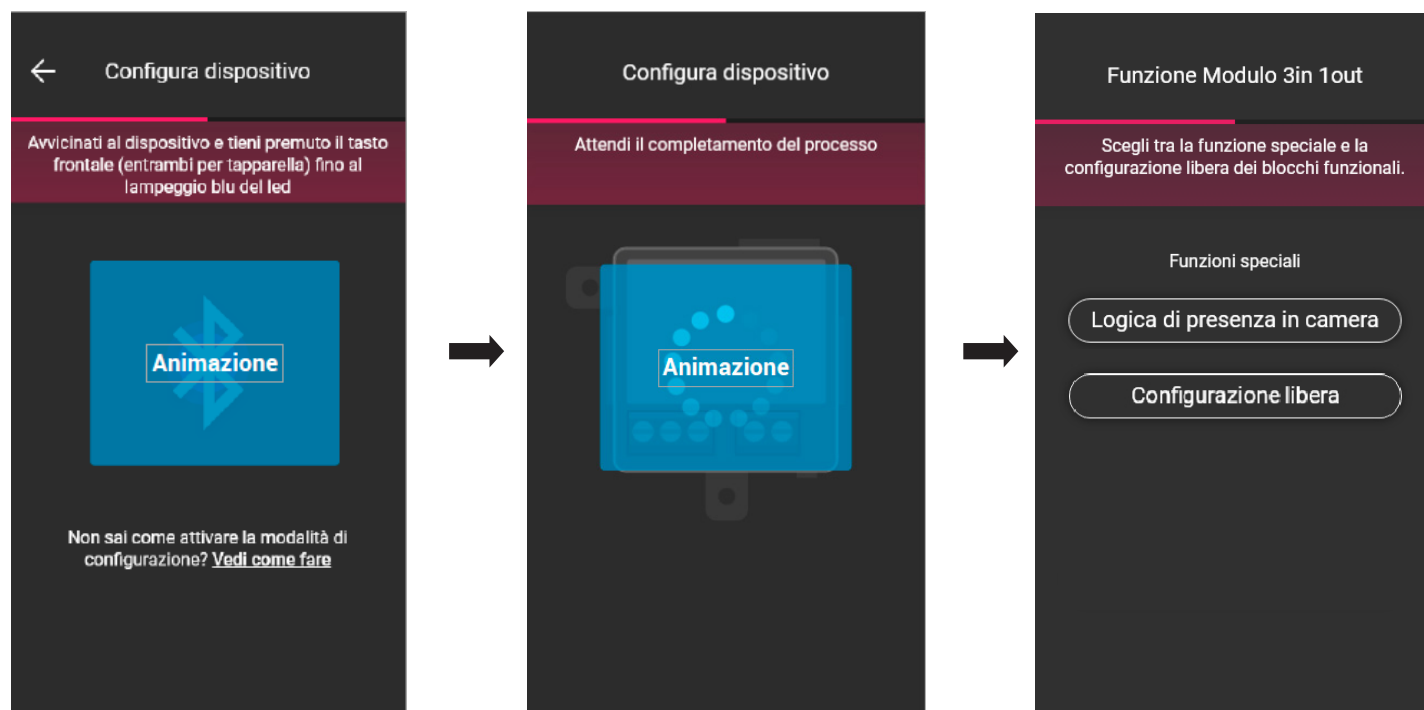 Configura dispositivo
Avvicinati al dispositivo e tieni premuto il tasto
frontale (entrambi per tapparella) fino al
lampeggio blu del led
Animazione
Non sai come attivare la modalità di
configurazione? Vedi come fare
Configura dispositivo
Attendi il completamento del processo
Animazione
Funzione Modulo 3in 1out
Scegli tra la funzione speciale e la
configurazione libera dei blocchi funzionali.
Funzioni speciali
Logica di presenza in camera
Configurazione libera